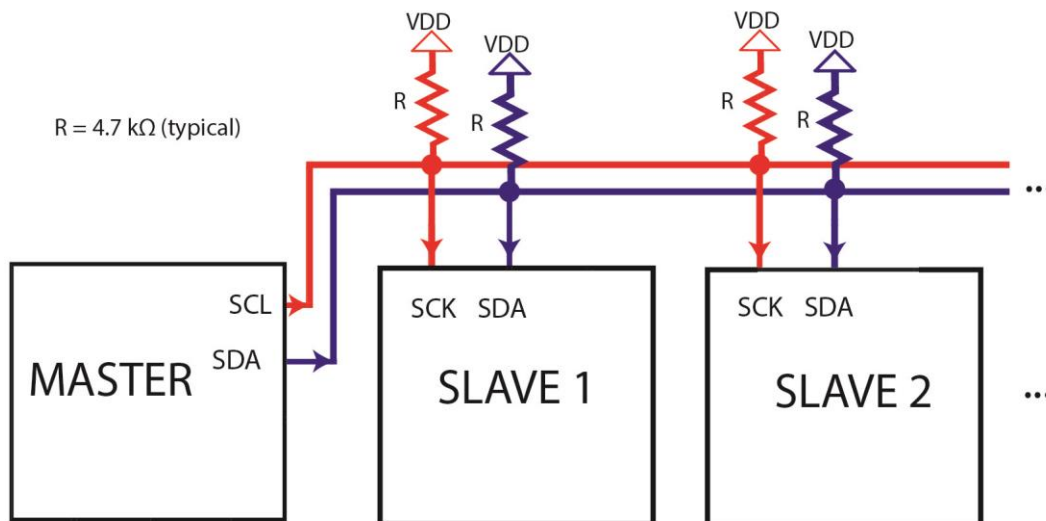 VDD
VDD
VDD
VDD
R
R
R
R
R = 4.7 kΩ (typical)
...
SCL
SDA
MASTER
SCK SDA
SLAVE 1
SCK SDA
SLAVE 2
...